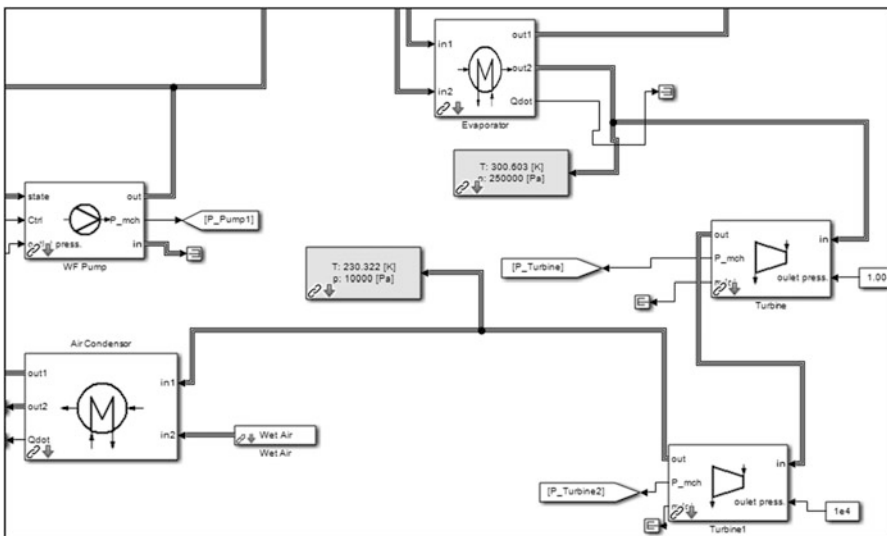 in1
in2
out1
out2
Qdot
Evaporator
T: 300.603 [K]
p: 250000 [Pa]
state
Ctrl
press.
out
P_mch
in
WF Pump
[P_Pump1]
T: 230.322 [K]
p: 10000 [Pa]
[P_Turbine]
out
P_mch
in
oulet press.
Turbine
1.00
Air Condensor
out1
out2
Qdot
in1
in2
Wet Air
Wet Air
[P_Turbine2]
out
P_mch
in
oulet press.
Turbine1
1e4